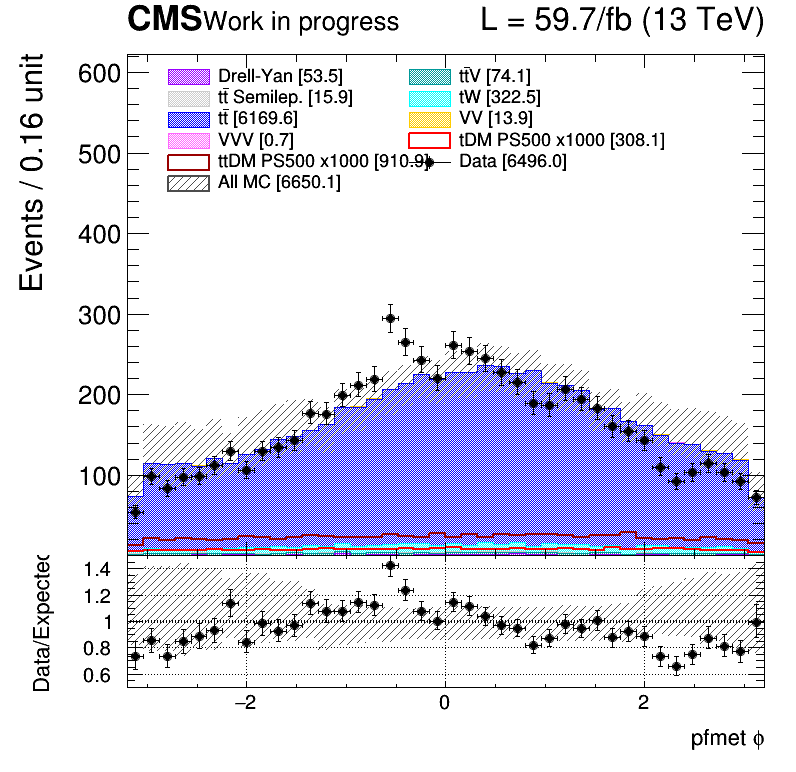 CMS Work in progress L = 59.7/fb (13 TeV)
Events / 0.16 unit
600
500
400
300
200
100
Drell-Yan [53.5] tt̄V [74.1]
tt̄ Semilep. [15.9] tW [322.5]
tt̄ [6169.6] VV [13.9]
VVV [0.7] tDM PS500 x1000 [308.1]
ttDM PS500 x1000 [910.9] Data [6496.0]
All MC [6650.1]
Data/Expected
1.4
1.2
1
0.8
0.6
−2 0 2
pfmet ϕ